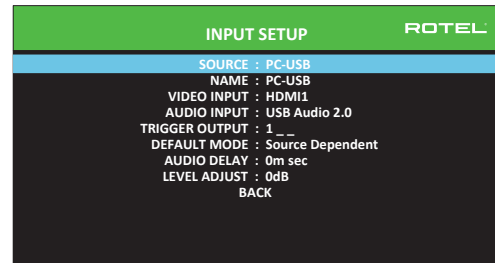 INPUT SETUP
ROTEL
SOURCE : PC-USB
NAME : PC-USB
VIDEO INPUT : HDMI1
AUDIO INPUT : USB Audio 2.0
TRIGGER OUTPUT : 1 _ _
DEFAULT MODE : Source Dependent
AUDIO DELAY : 0m sec
LEVEL ADJUST : 0dB
BACK